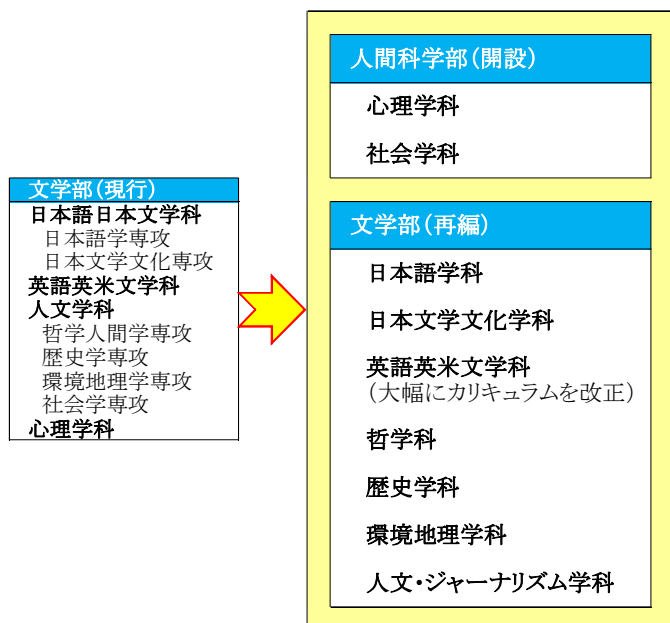 文学部(現行)
日本語日本文学科
日本語学専攻
日本文学文化専攻
英語英米文学科
人文学科
哲学人間学専攻
歴史学専攻
環境地理学専攻
社会学専攻
心理学科
人間科学部(開設)
心理学科
社会学科
文学部(再編)
日本語学科
日本文学文化学科
英語英米文学科
(大幅にカリキュラムを改正)
哲学科
歴史学科
環境地理学科
人文・ジャーナリズム学科